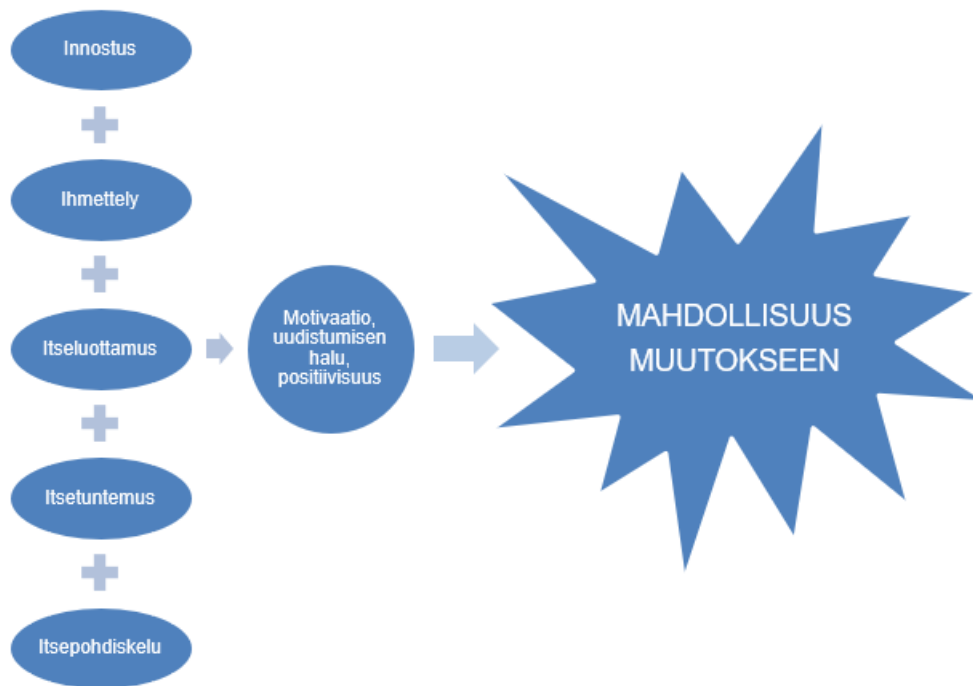 Innostus
Ihmettely
Itseluottamus
Itsetuntemus
Itsepohdiskelu
Motivaatio,
uudistumisen
halu,
positiivisuus
MAHDOLLISUUS
MUUTOKSEEN